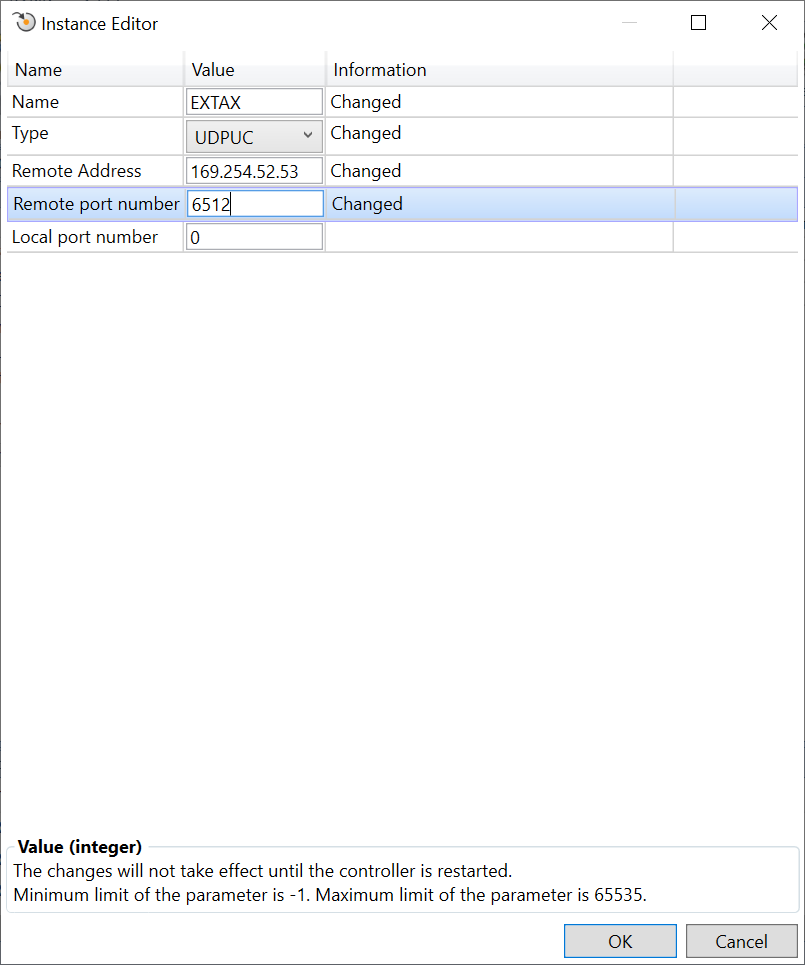 Instance Editor
Name Value Information
Name EXTAX Changed
Type UDPUC Changed
Remote Address 169.254.52.53 Changed
Remote port number 6512 Changed
Local port number 0
Value (integer)
The changes will not take effect until the controller is restarted.
Minimum limit of the parameter is -1. Maximum limit of the parameter is 65535.
OK Cancel